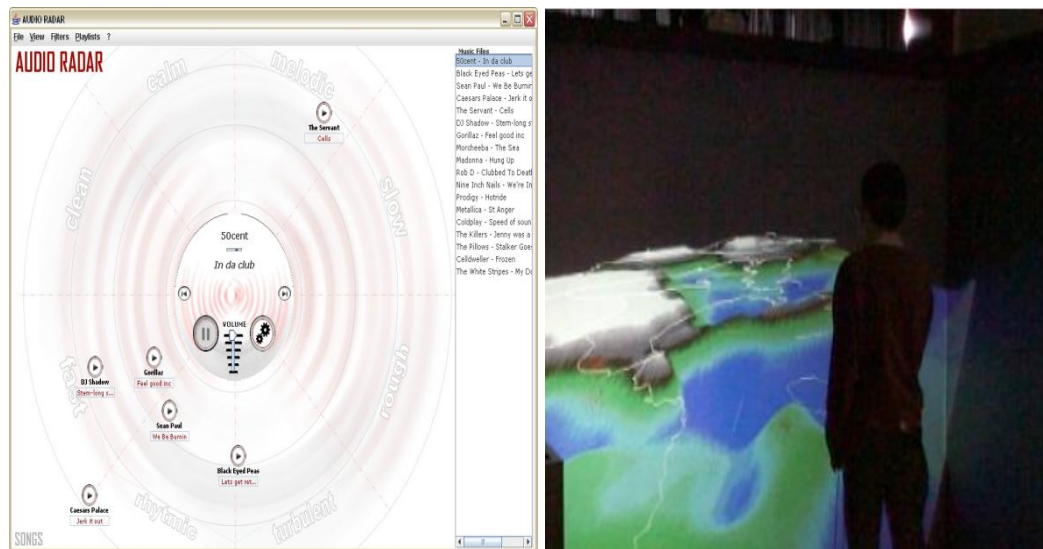 AUDIO RADAR
File View Filters Playlists ?
AUDIO RADAR
calm
melodic
clean
slow
fast
rough
rhytmic
turbulent
The Servant
Cells
50cent
In da club
VOLUME
DJ Shadow
Stem-long s...
Gorillaz
Feel good inc
Sean Paul
We Be Burnin
Black Eyed Peas
Lets get ret...
Caesars Palace
Jerk it out
SONGS
Music Files
50cent - In da club
Black Eyed Peas - Lets ge
Sean Paul - We Be Burnin
Caesars Palace - Jerk it o
The Servant - Cells
DJ Shadow - Stem-long s
Gorillaz - Feel good inc
Morcheeba - The Sea
Madonna - Hung Up
Rob D - Clubbed To Death
Nine Inch Nails - We're In
Prodigy - Hotride
Metallica - St Anger
Coldplay - Speed of soun
The Killers - Jenny was a
The Pillows - Stalker Goes
Celldweller - Frozen
The White Stripes - My Do